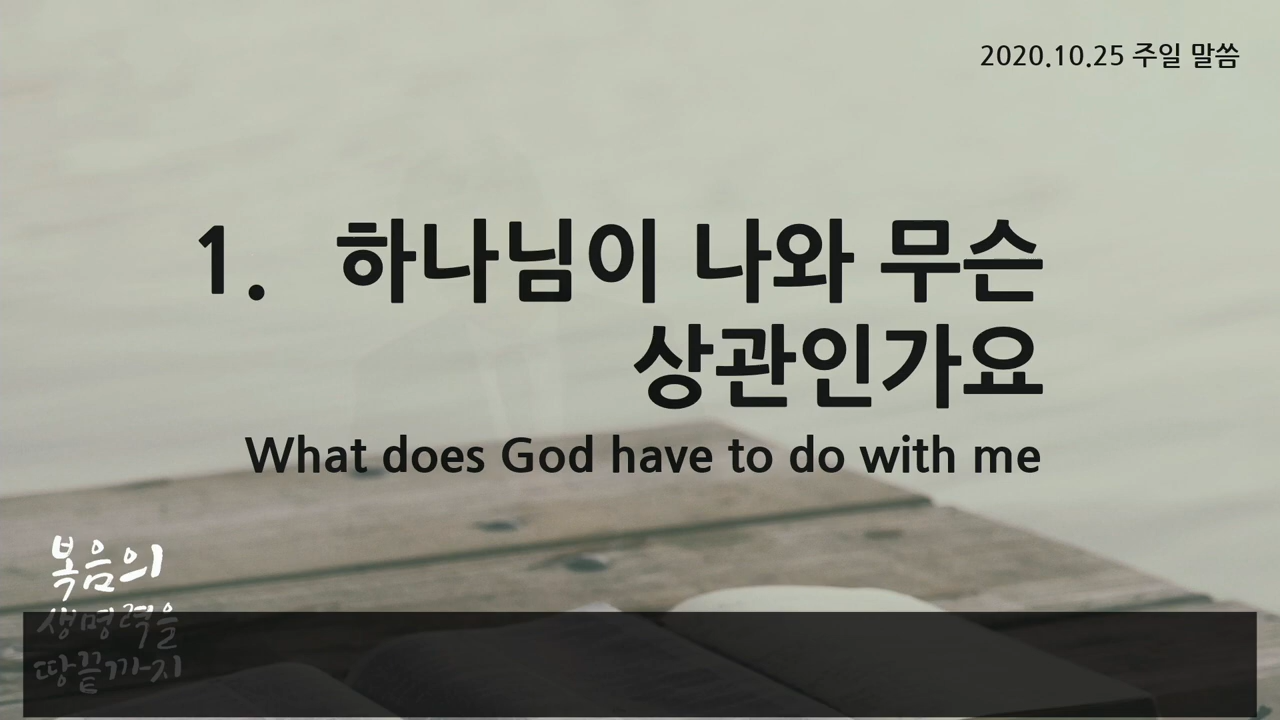 2020.10.25 주일 말씀
1. 하나님이 나와 무슨
상관인가요
What does God have to do with me
복음의
생명력을
땅끝까지